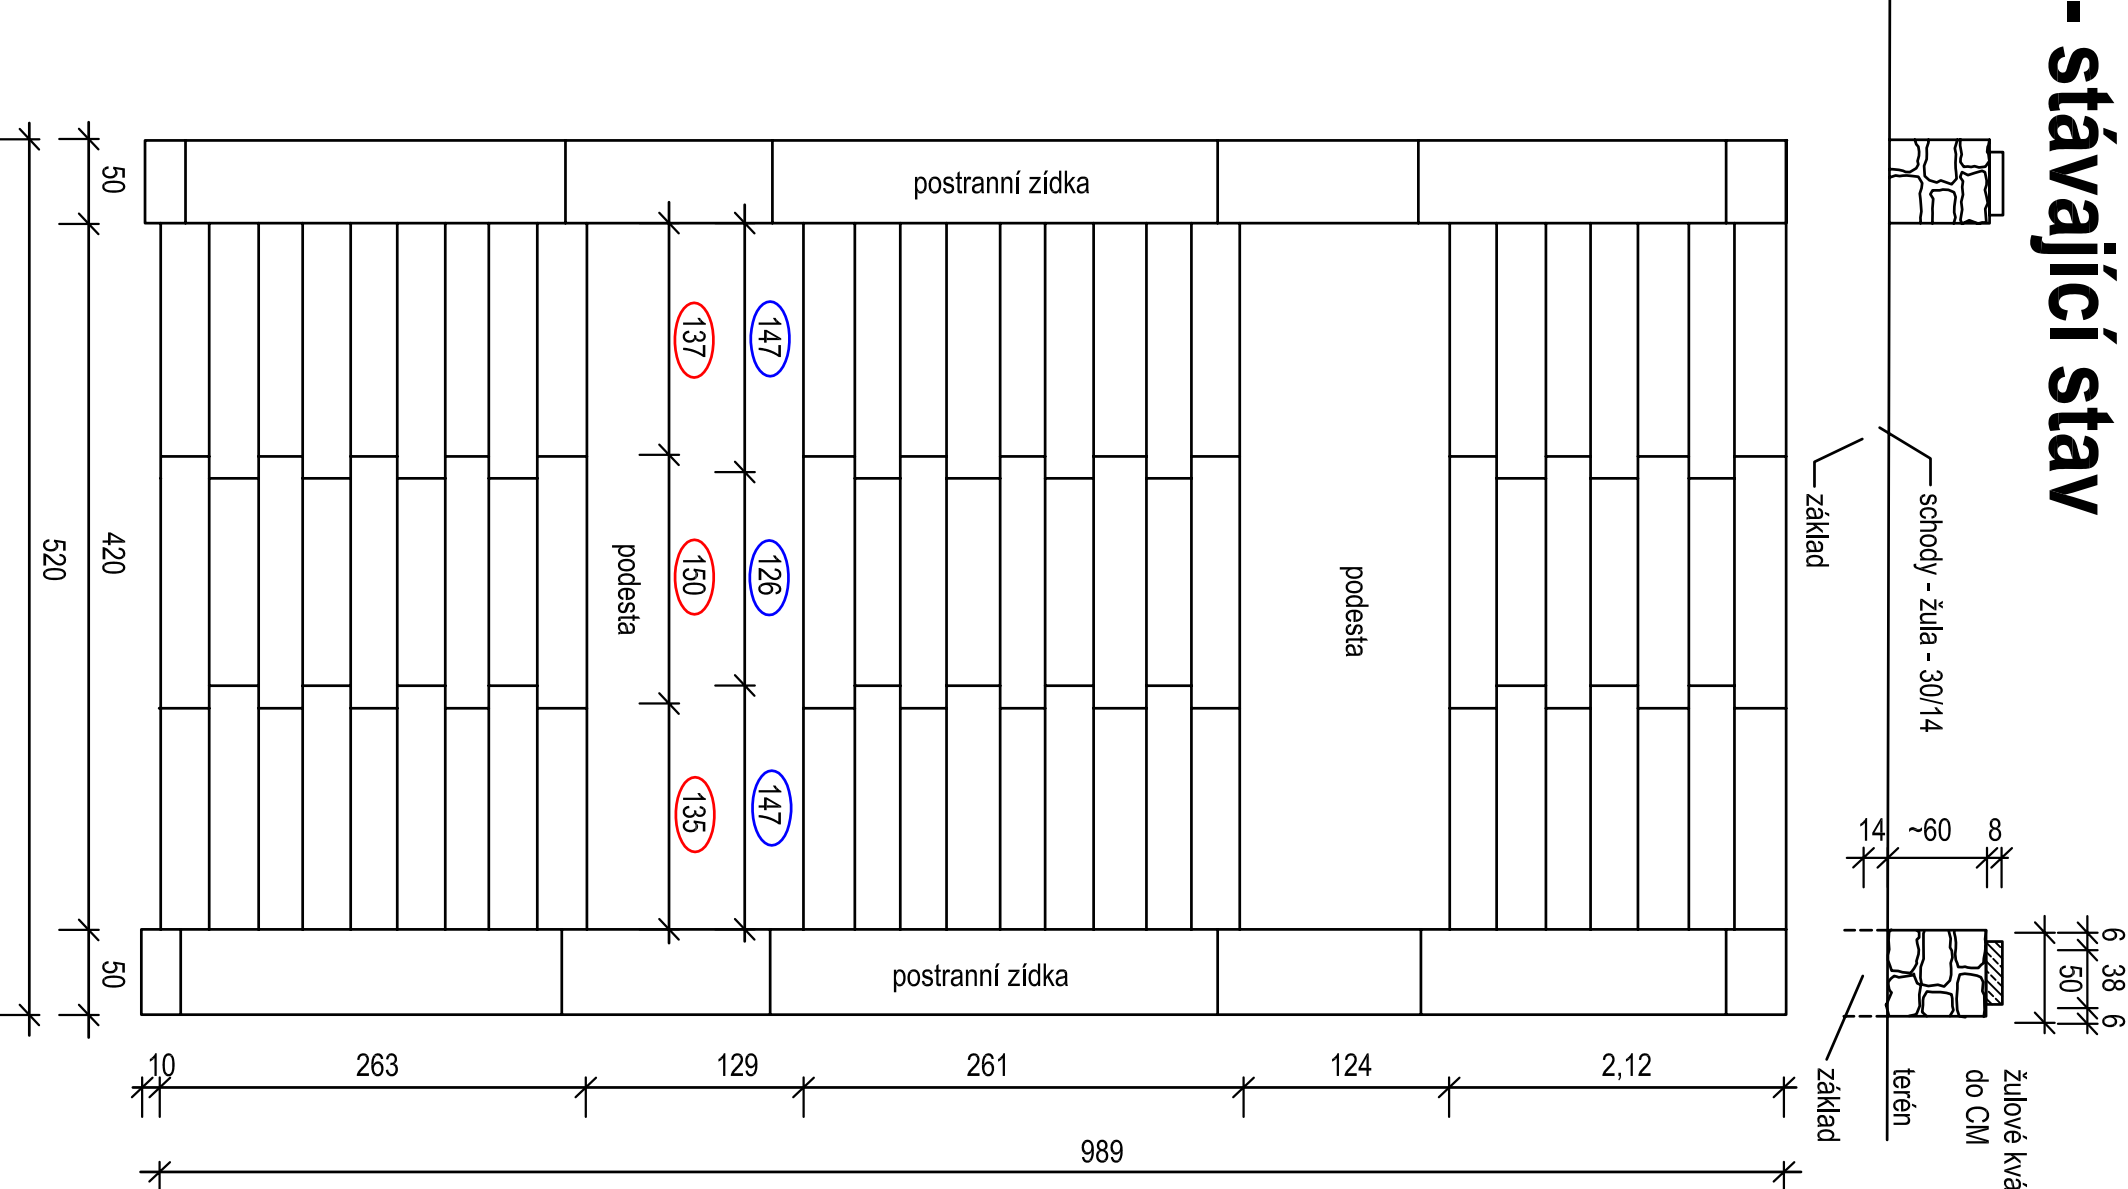 - stávající stav
50
420
50
520
postranní zídka
postranní zídka
147
126
147
137
150
135
podesta
podesta
základ
schody - žula - 30/14
14
~60
8
6
38
6
50
do CM
terén
základ
10
263
129
261
124
2,12
989
žulové